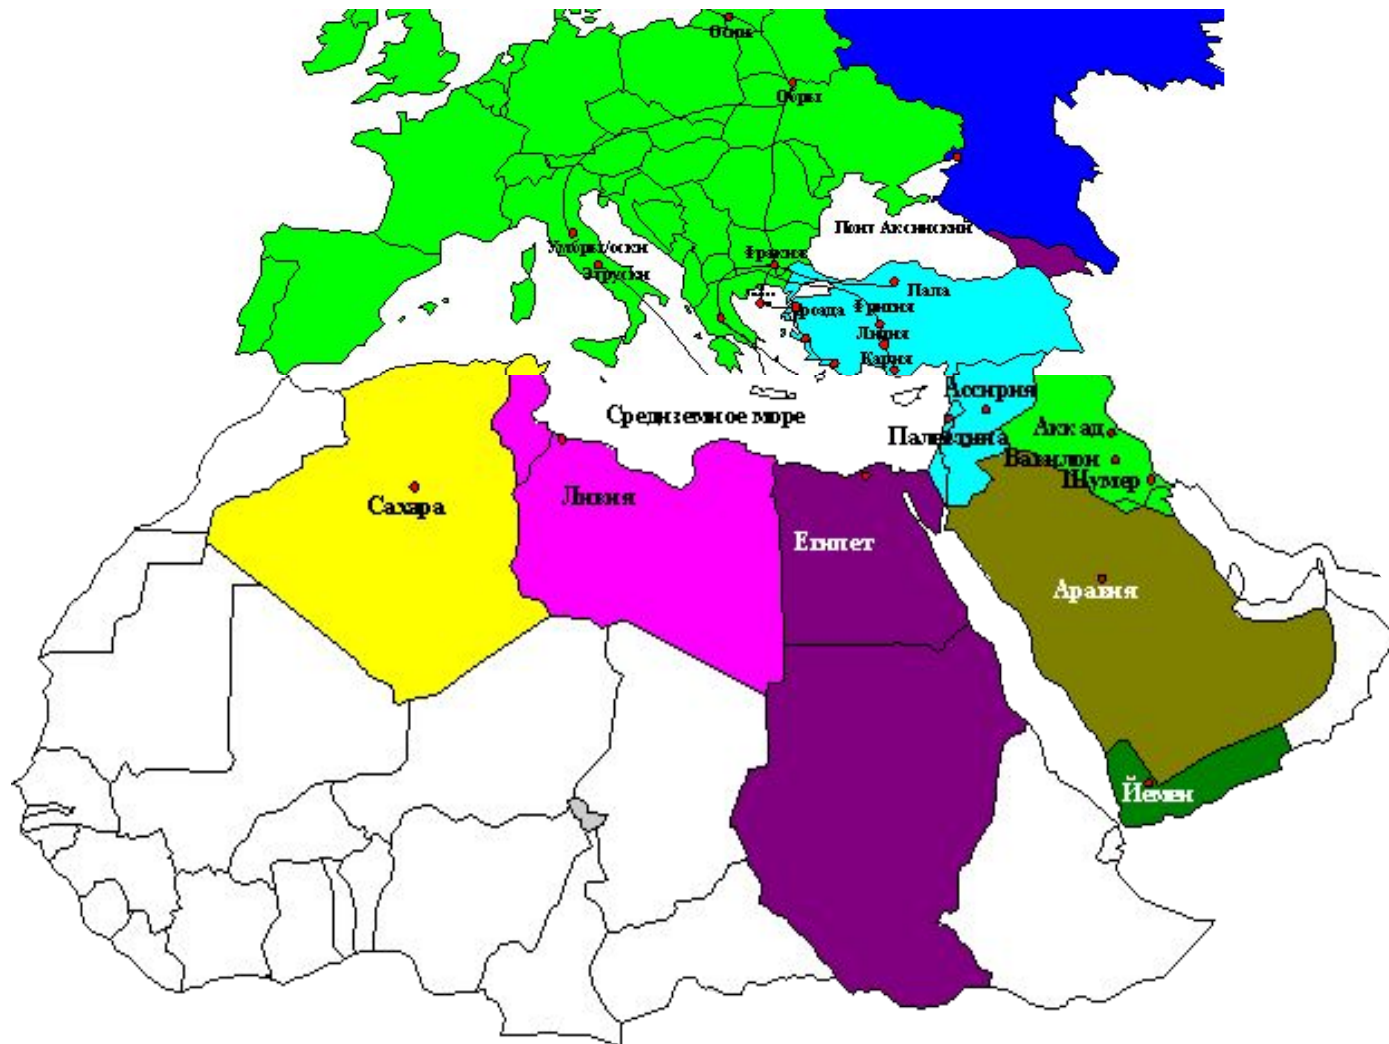 Обры
Обры
Понт Аксинский
Умбры/оски
Фракия
Этруски
Пала
Фригия
Троада
Лидия
Кария
Ассирия
Средиземное море
Палестина
Аккад
Вавилон
Шумер
Сахара
Ливия
Египет
Аравия
Йемен